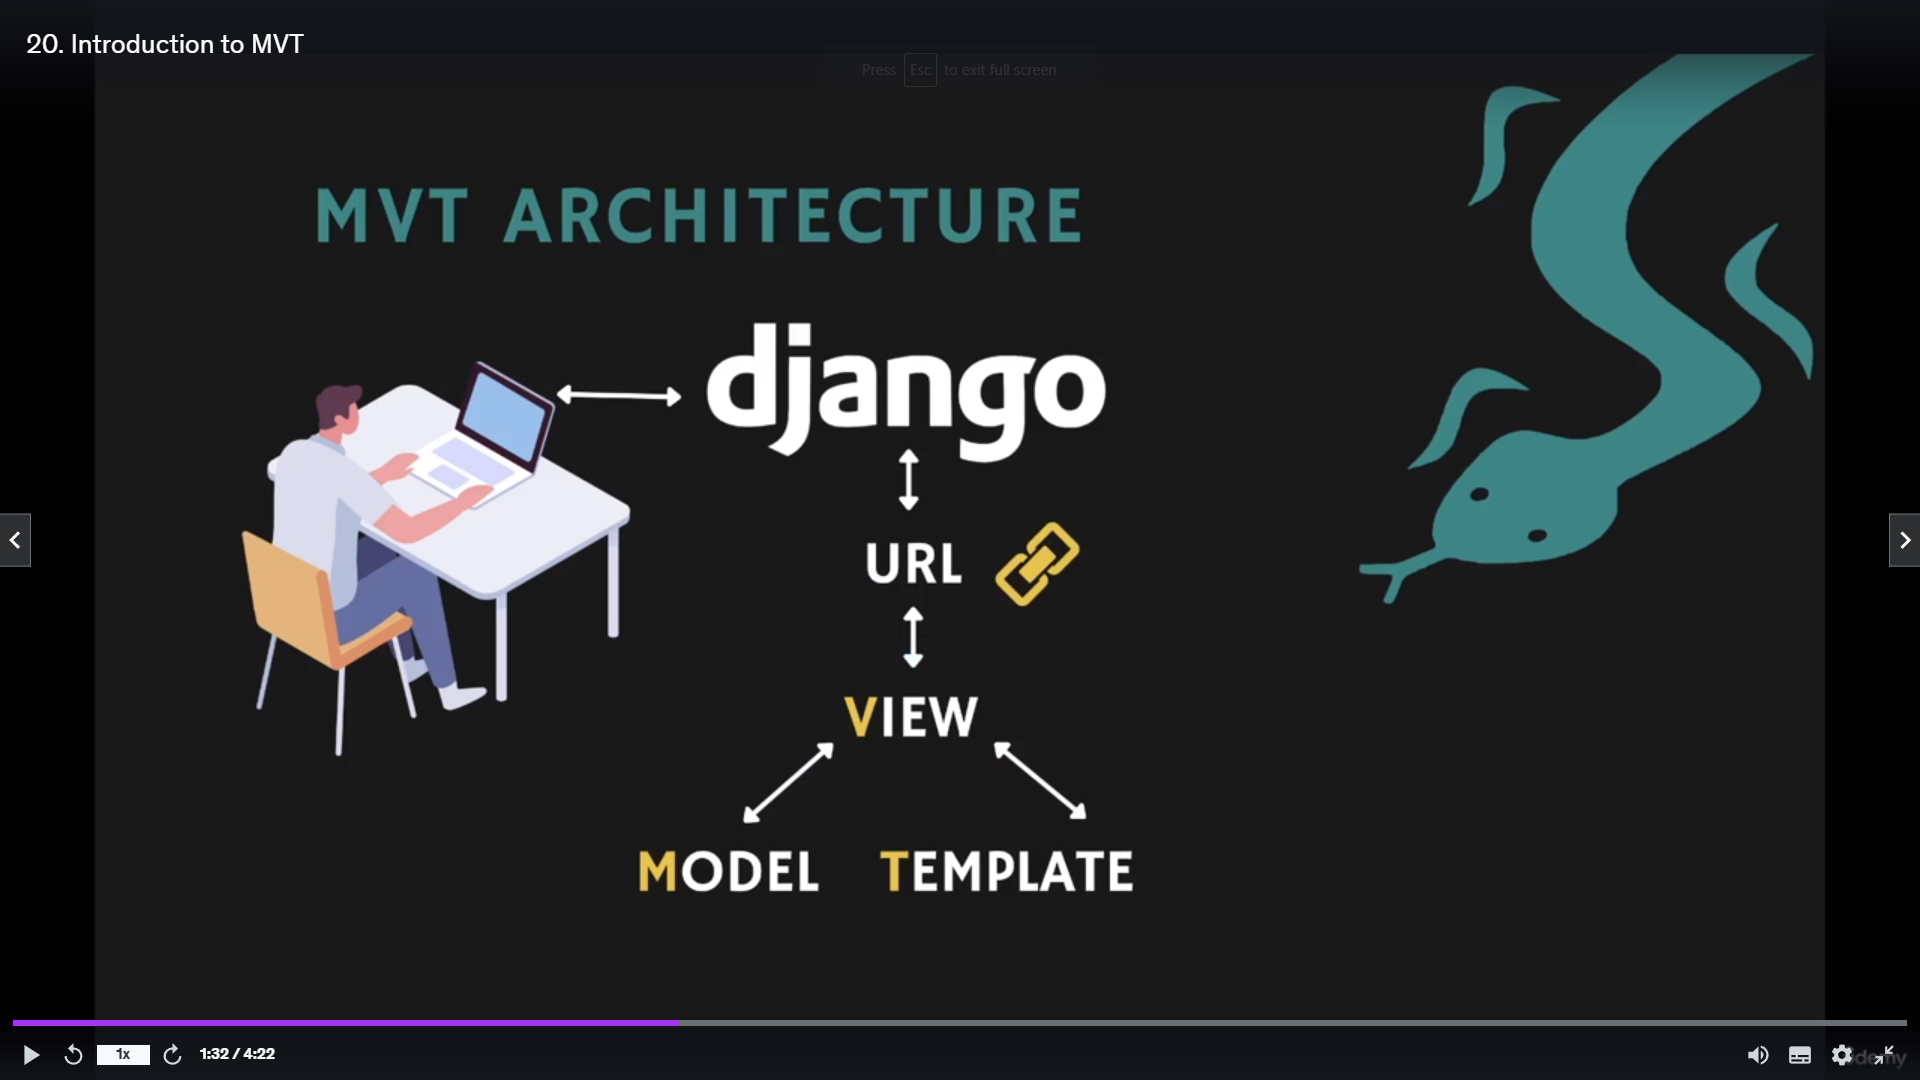 20. Introduction to MVT
Press Esc to exit full screen
MVT ARCHITECTURE
django
URL
VIEW
MODEL TEMPLATE
1x
1:32 / 4:22